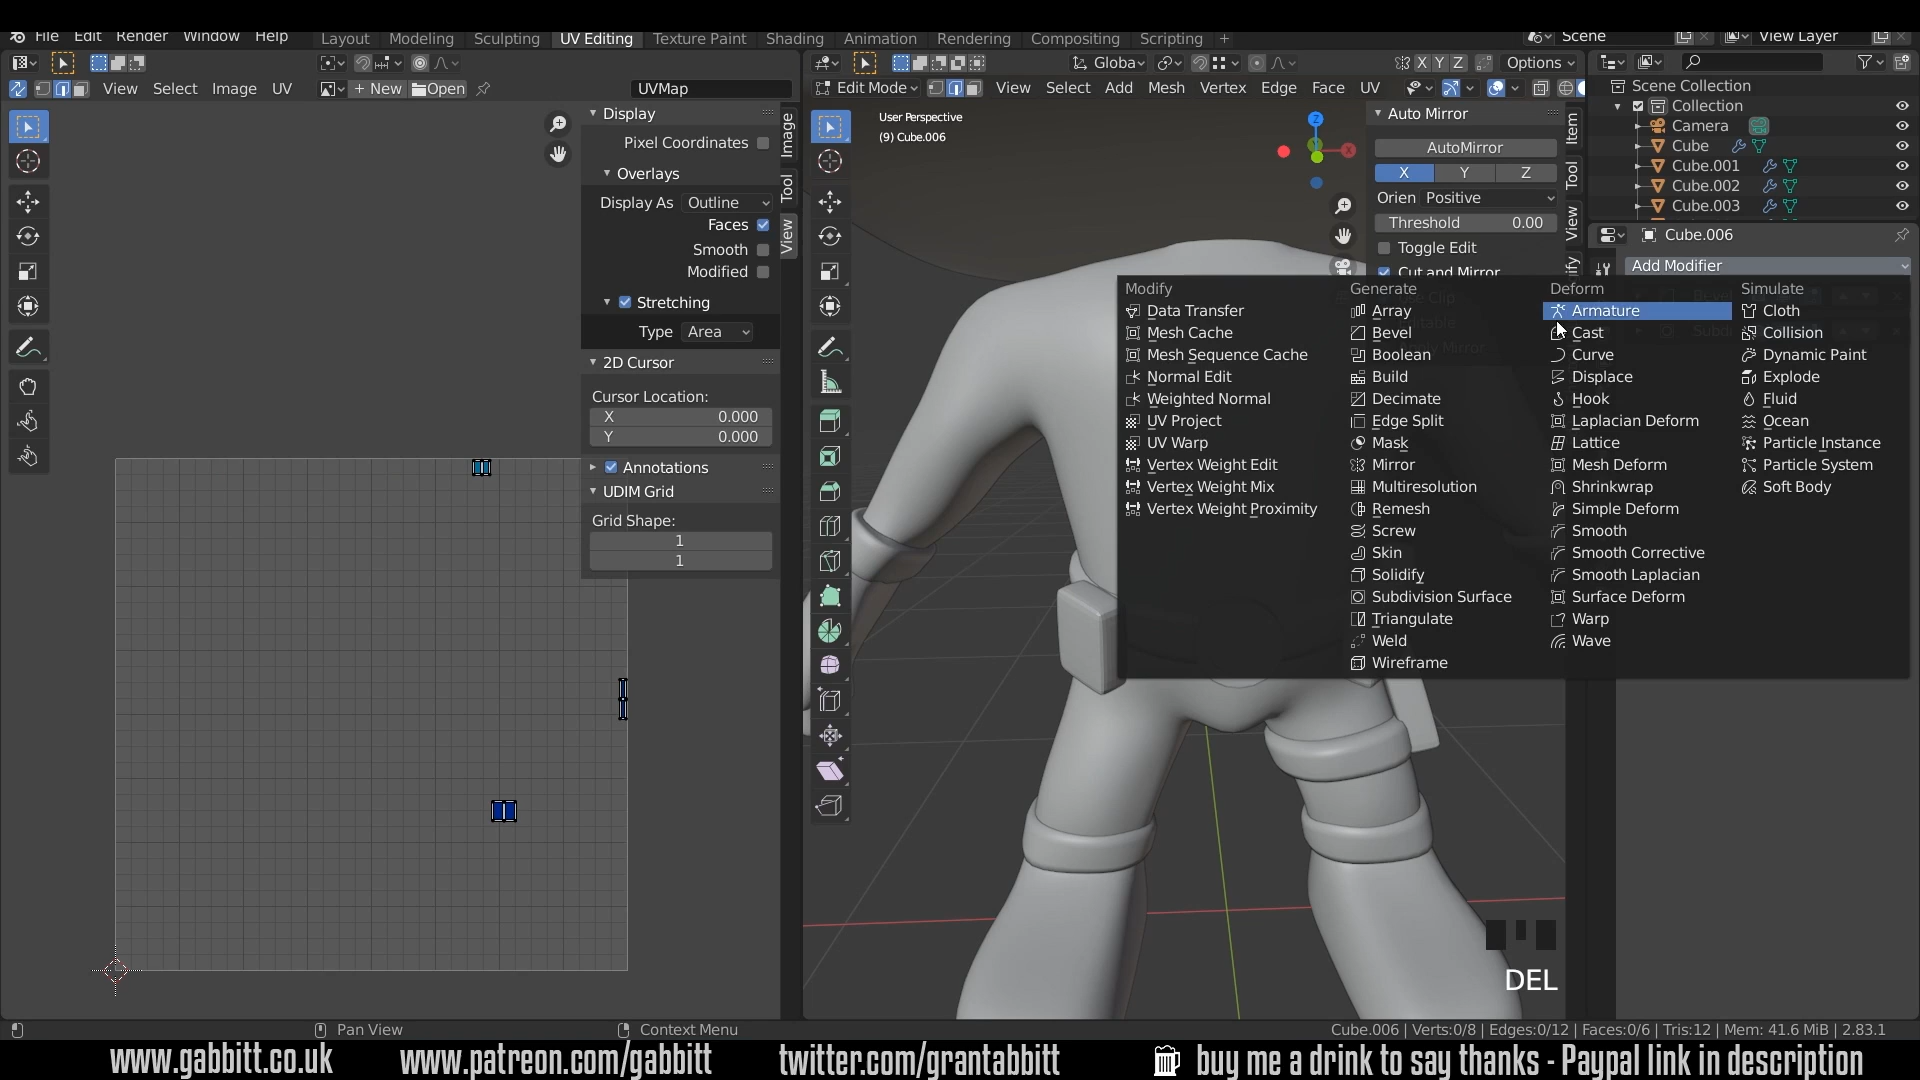 File Edit Render Window Help Layout Modeling Sculpting UV Editing Texture Paint Shading Animation Rendering Compositing Scripting + Scene View Layer
Globa X Y Z Options
View Select Image UV + New Open UVMap
Edit Mode View Select Add Mesh Vertex Edge Face UV
Display
Pixel Coordinates
Overlays
Display As Outline
Faces
Smooth
Modified
Stretching
Type Area
2D Cursor
Cursor Location:
X 0.000
Y 0.000
Annotations
UDIM Grid
Grid Shape:
1
1
Image
Tool
View
User Perspective
(9) Cube.006
Z
X
Auto Mirror
AutoMirror
X Y Z
Orien Positive
Threshold 0.00
Toggle Edit
Cut and Mirror
Item
Tool
View
Scene Collection
Collection
Camera
Cube
Cube.001
Cube.002
Cube.003
Cube.006
Add Modifier
Modify
Data Transfer
Mesh Cache
Mesh Sequence Cache
Normal Edit
Weighted Normal
UV Project
UV Warp
Vertex Weight Edit
Vertex Weight Mix
Vertex Weight Proximity
Generate
Array
Bevel
Boolean
Build
Decimate
Edge Split
Mask
Mirror
Multiresolution
Remesh
Screw
Skin
Solidify
Subdivision Surface
Triangulate
Weld
Wireframe
Deform
Armature
Cast
Curve
Displace
Hook
Laplacian Deform
Lattice
Mesh Deform
Shrinkwrap
Simple Deform
Smooth
Smooth Corrective
Smooth Laplacian
Surface Deform
Warp
Wave
Simulate
Cloth
Collision
Dynamic Paint
Explode
Fluid
Ocean
Particle Instance
Particle System
Soft Body
DEL
Pan View Context Menu Cube.006 | Verts:0/8 | Edges:0/12 | Faces:0/6 | Tris:12 | Mem: 41.6 MiB | 2.83.1
www.gabbitt.co.uk www.patreon.com/gabbitt twitter.com/grantabbitt buy me a drink to say thanks - Paypal link in description